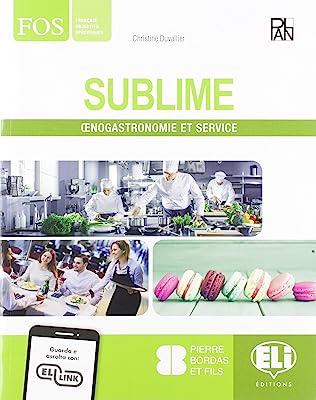 FOS
FRANÇAIS
OBJECTIFS
SPÉCIFIQUES
Christine Duvallier
PLAN
SUBLIME
ŒNOGASTRONOMIE ET SERVICE
Guarda e
ascolta con:
ELI LINK
PIERRE
BORDAS
ET FILS
ELi
ÉDITIONS